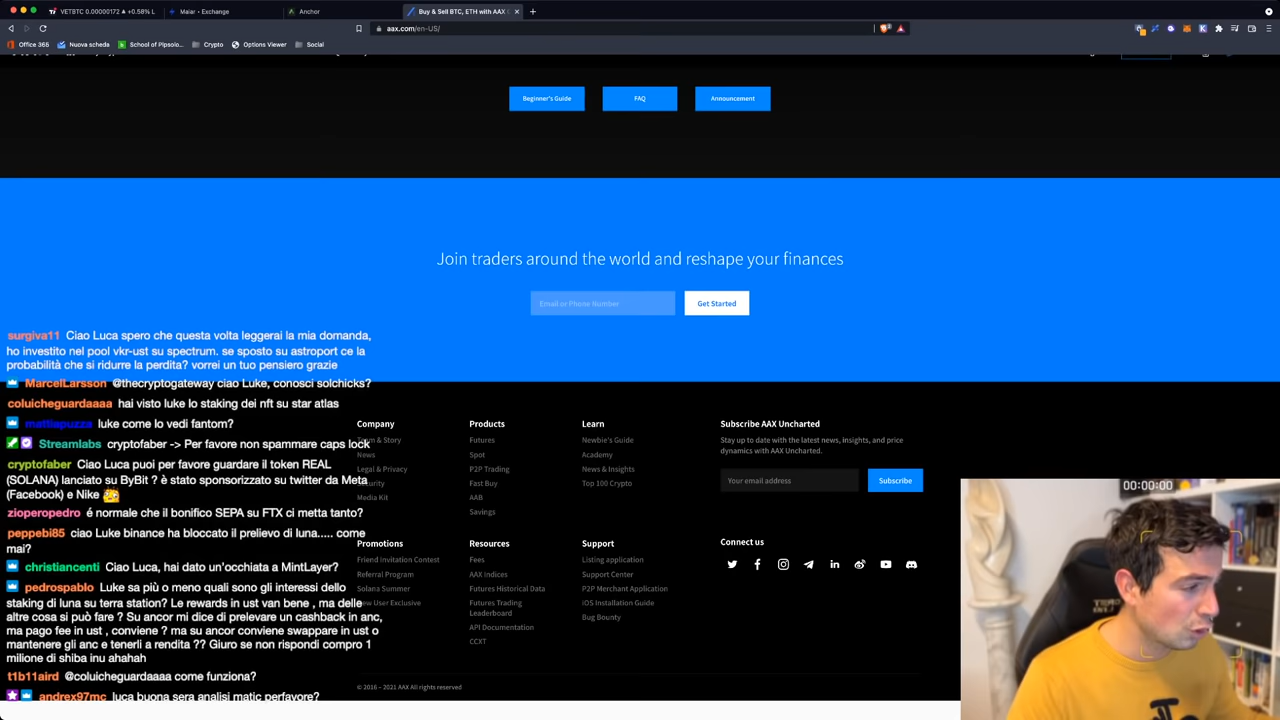 VETBTC 0.00000172 ▲ +0.58% L
Maiar • Exchange
Anchor
Buy & Sell BTC, ETH with AAX
aax.com/en-US/
Office 365
Nuova scheda
Crypto
Options Viewer
Social
Beginner's Guide
FAQ
Announcement
Join traders around the world and reshape your finances
Email or Phone Number
Get Started
surgiva11 Ciao Luca spero che questa volta leggerai la mia domanda,
ho investito nel pool vkr-ust su spectrum. se sposto su astroport ce la
probabilità che si ridurre la perdita? vorrei un tuo pensiero grazie
MarcelLarsson @thecryptogateway ciao Luke, conosci solchicks?
coluicheguardaaaa hai visto luke lo staking dei nft su star atlas
mattiapuzza luke come lo vedi fantom?
Streamlabs cryptofaber -> Per favore non spammare caps lock
cryptofaber Ciao Luca puoi per favore guardare il token REAL
(SOLANA) lanciato su ByBit ? è stato sponsorizzato su twitter da Meta
(Facebook) e Nike
zioperopedro é normale che il bonifico SEPA su FTX ci metta tanto?
peppebi85 ciao Luke binance ha bloccato il prelievo di luna..... come
mai?
christiancenti Ciao Luca, hai dato un'occhiata a MintLayer?
pedrospablo Luke sa più o meno quali sono gli interessi dello
staking di luna su terra station? Le rewards in ust van bene , ma delle
altre cosa si può fare ? Su ancor mi dice di prelevare un cashback in anc,
ma pago fee in ust , conviene ? ma su ancor conviene swappare in ust o
mantenere gli anc e tenerli a rendita ?? Giuro se non rispondi compro 1
milione di shiba inu ahahah
t1b11aird @coluicheguardaaaa come funziona?
andrex97mc luca buona sera analisi matic perfavore?
Company
News
Legal & Privacy
Media Kit
Products
Futures
Spot
P2P Trading
Fast Buy
AAB
Savings
Learn
Newbie's Guide
Academy
News & Insights
Top 100 Crypto
Subscribe AAX Uncharted
Stay up to date with the latest news, insights, and price
dynamics with AAX Uncharted.
Your email address
Subscribe
Promotions
Friend Invitation Contest
Referral Program
Solana Summer
User Exclusive
Resources
Fees
AAX Indices
Futures Historical Data
Futures Trading
Leaderboard
API Documentation
CCXT
Support
Listing application
Support Center
P2P Merchant Application
iOS Installation Guide
Bug Bounty
Connect us
© 2016 – 2021 AAX All rights reserved
00:00:00